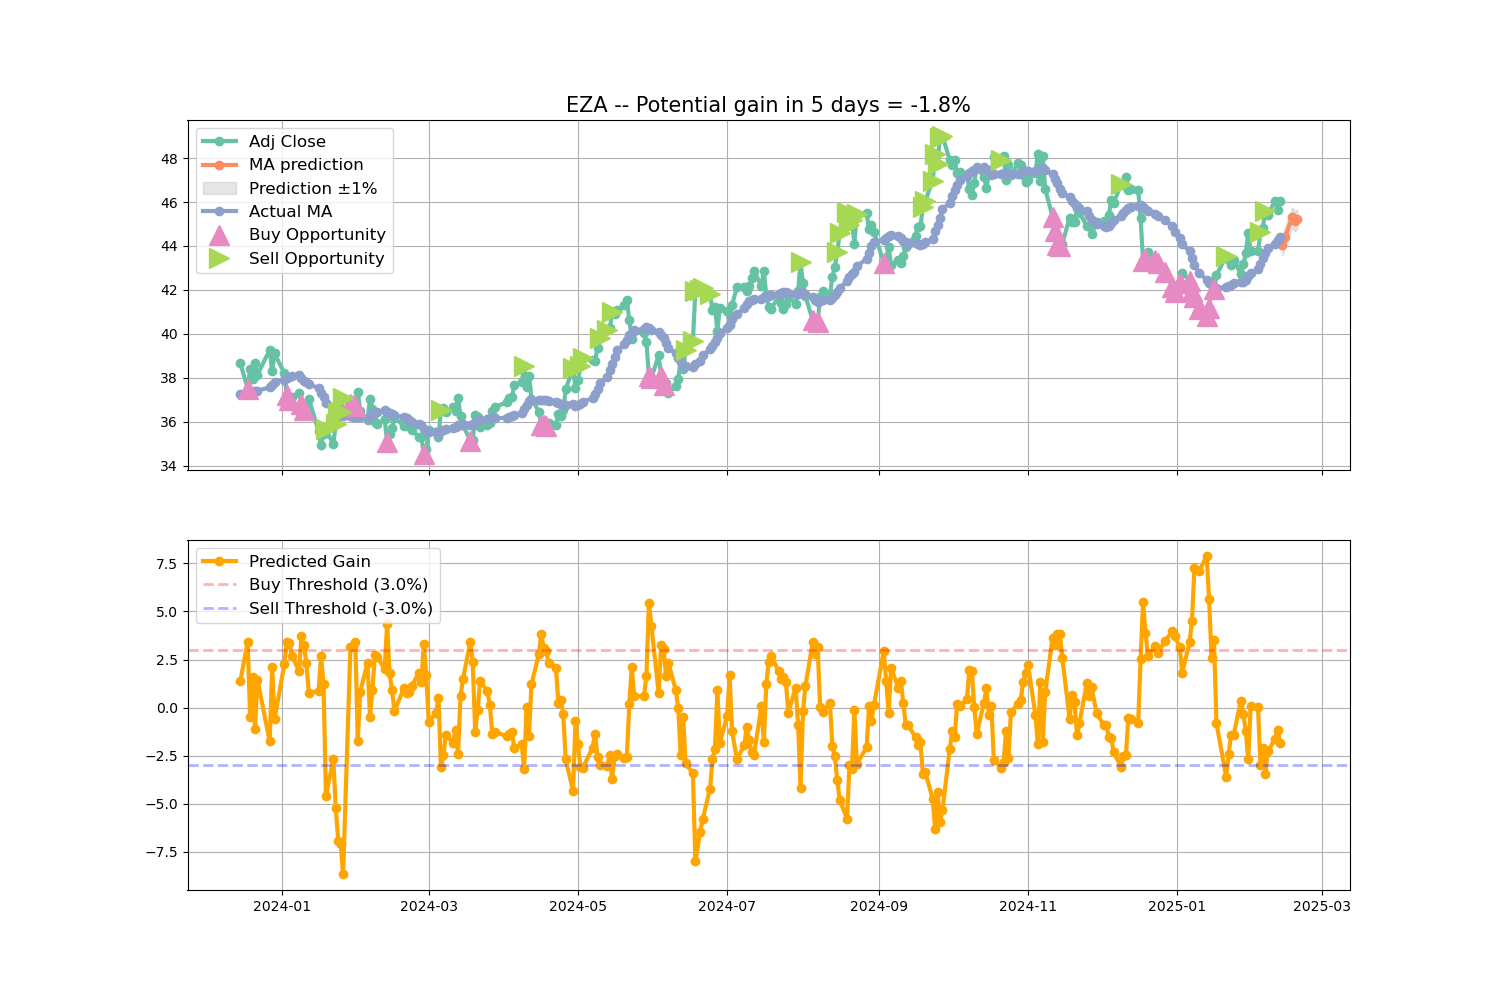 EZA -- Potential gain in 5 days = -1.8%
Adj Close
MA prediction
Prediction ±1%
Actual MA
Buy Opportunity
Sell Opportunity
48
46
44
42
40
38
36
34
Predicted Gain
Buy Threshold (3.0%)
Sell Threshold (-3.0%)
7.5
5.0
2.5
0.0
−2.5
−5.0
−7.5
2024-01 2024-03 2024-05 2024-07 2024-09 2024-11 2025-01 2025-03